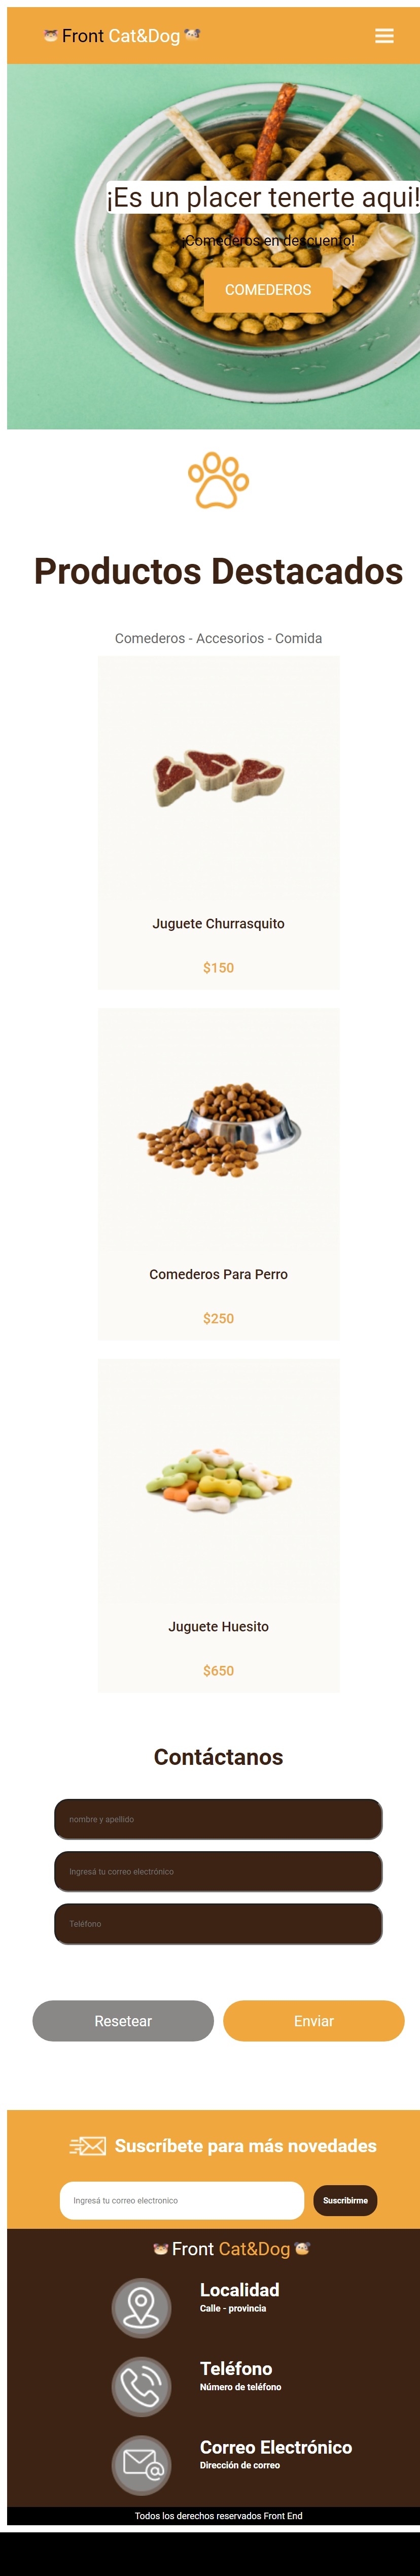 Front Cat&Dog
¡Es un placer tenerte aqui!
¡Comederos en descuento!
COMEDEROS
Productos Destacados
Comederos - Accesorios - Comida
Juguete Churrasquito
$150
Comederos Para Perro
$250
Juguete Huesito
$650
Contáctanos
nombre y apellido
Ingresá tu correo electrónico
Teléfono
Resetear
Enviar
Suscríbete para más novedades
Ingresá tu correo electronico
Suscribirme
Front Cat&Dog
Localidad
Calle - provincia
Teléfono
Número de teléfono
Correo Electrónico
Dirección de correo
Todos los derechos reservados Front End